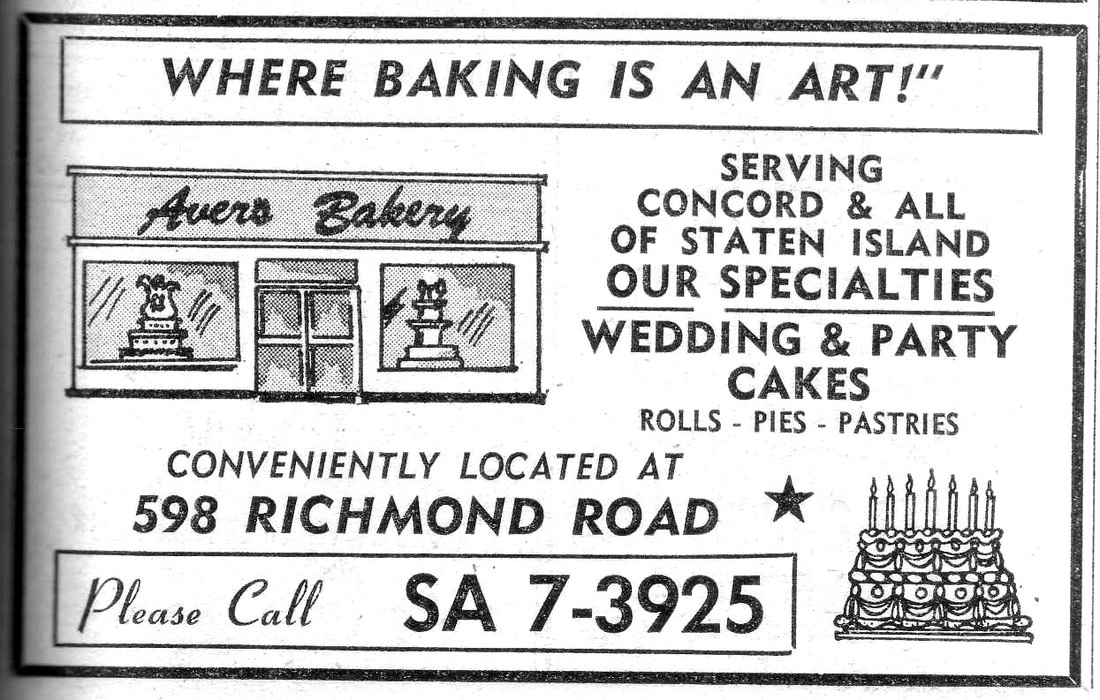 WHERE BAKING IS AN ART!"
Avero Bakery
SERVING
CONCORD & ALL
OF STATEN ISLAND
OUR SPECIALTIES
WEDDING & PARTY
CAKES
ROLLS - PIES - PASTRIES
CONVENIENTLY LOCATED AT
598 RICHMOND ROAD
Please Call SA 7-3925